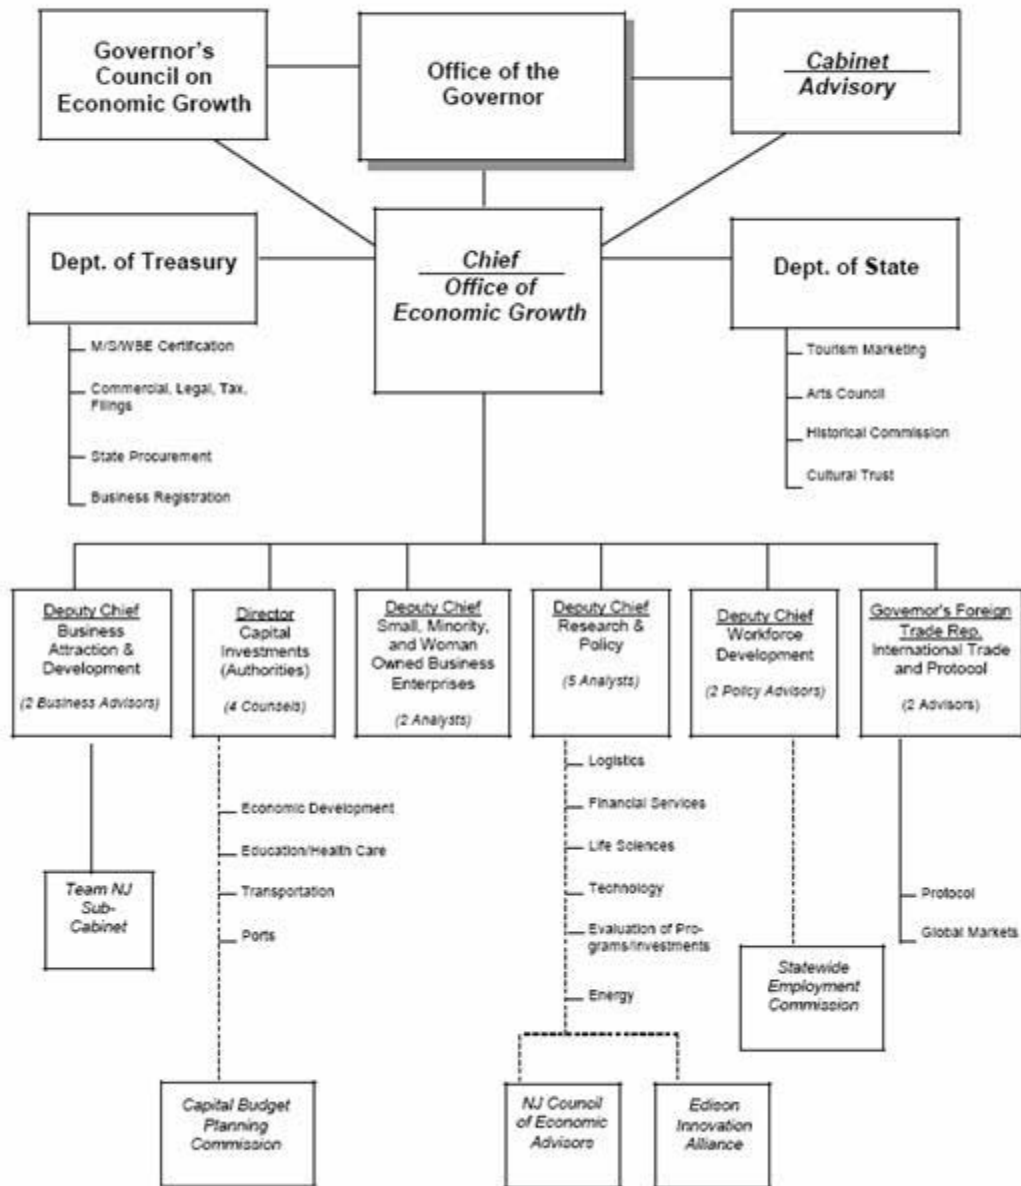 Governor's
Council on
Economic Growth
Office of the
Governor
Cabinet
Advisory
Dept. of Treasury
Chief
Office of
Economic Growth
Dept. of State
M/S/WBE Certification
Commercial, Legal, Tax,
Filings
State Procurement
Business Registration
Tourism Marketing
Arts Council
Historical Commission
Cultural Trust
Deputy Chief
Business
Attraction &
Development
(2 Business Advisors)
Director
Capital
Investments
(Authorities)
(4 Counsels)
Deputy Chief
Small, Minority,
and Woman
Owned Business
Enterprises
(2 Analysts)
Deputy Chief
Research &
Policy
(5 Analysts)
Deputy Chief
Workforce
Development
(2 Policy Advisors)
Governor's Foreign
Trade Rep.
International Trade
and Protocol
(2 Advisors)
Team NJ
Sub-
Cabinet
Economic Development
Education/Health Care
Transportation
Ports
Logistics
Financial Services
Life Sciences
Technology
Evaluation of Pro-
grams/Investments
Energy
Statewide
Employment
Commission
Protocol
Global Markets
Capital Budget
Planning
Commission
NJ Council
of Economic
Advisors
Edison
Innovation
Alliance